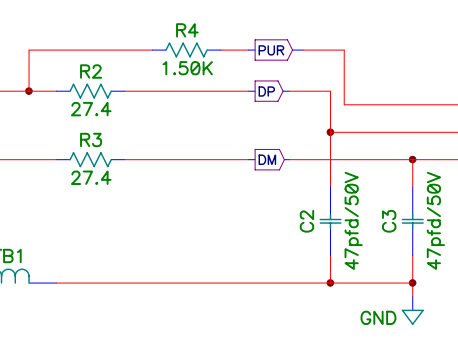 R4
PUR
1.50K
R2
DP
27.4
R3
DM
27.4
C2
47pfd/50V
C3
47pfd/50V
TB1
GND